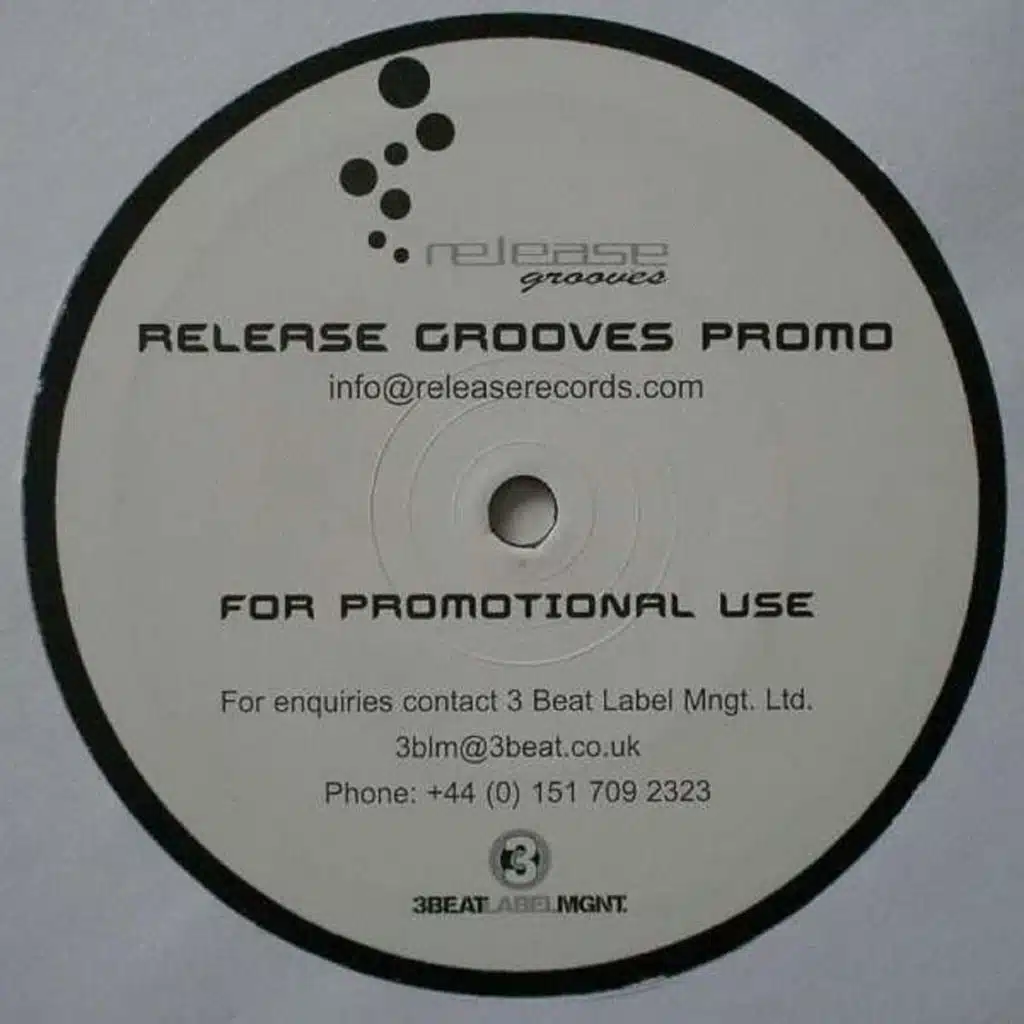 release
grooves
RELEASE GROOVES PROMO
info@releaserecords.com
FOR PROMOTIONAL USE
For enquiries contact 3 Beat Label Mngt. Ltd.
3blm@3beat.co.uk
Phone: +44 (0) 151 709 2323
3
3BEATLABELMGNT.